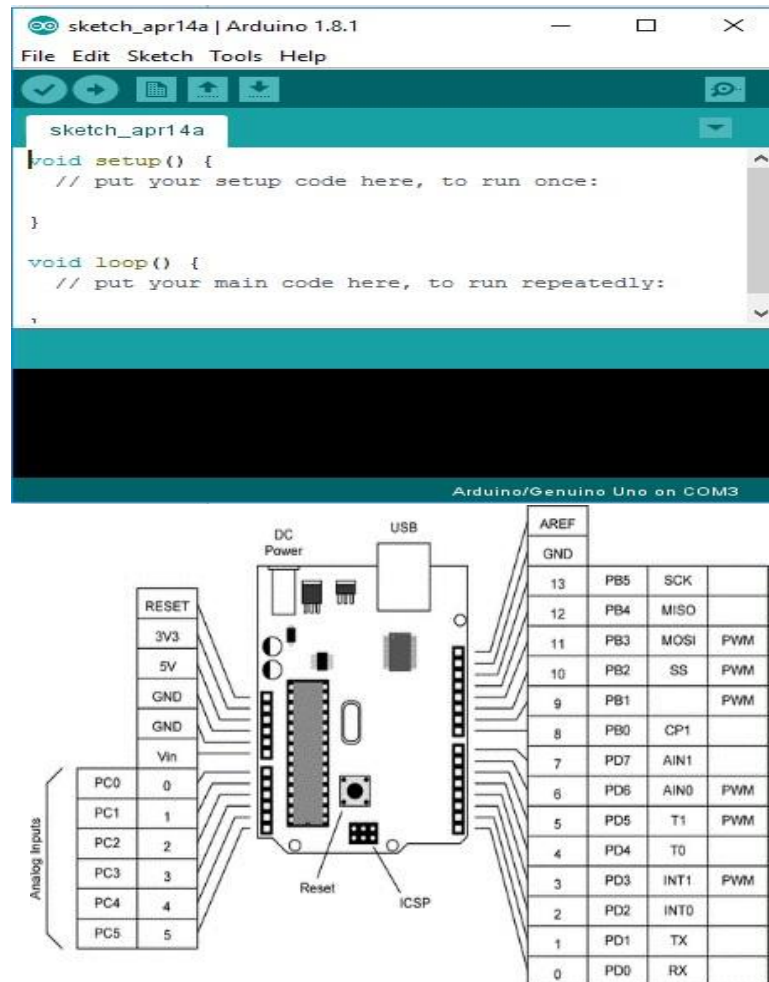 sketch_apr14a | Arduino 1.8.1
File Edit Sketch Tools Help
sketch_apr14a
void setup() {
// put your setup code here, to run once:
}
void loop() {
// put your main code here, to run repeatedly:
}
Arduino/Genuino Uno on COM3
DC Power
USB
RESET
3V3
5V
GND
GND
Vin
Analog Inputs
PC0 0
PC1 1
PC2 2
PC3 3
PC4 4
PC5 5
Reset
ICSP
AREF
GND
13 PB5 SCK
12 PB4 MISO
11 PB3 MOSI PWM
10 PB2 SS PWM
9 PB1 PWM
8 PB0 CP1
7 PD7 AIN1
6 PD6 AIN0 PWM
5 PD5 T1 PWM
4 PD4 T0
3 PD3 INT1 PWM
2 PD2 INT0
1 PD1 TX
0 PD0 RX